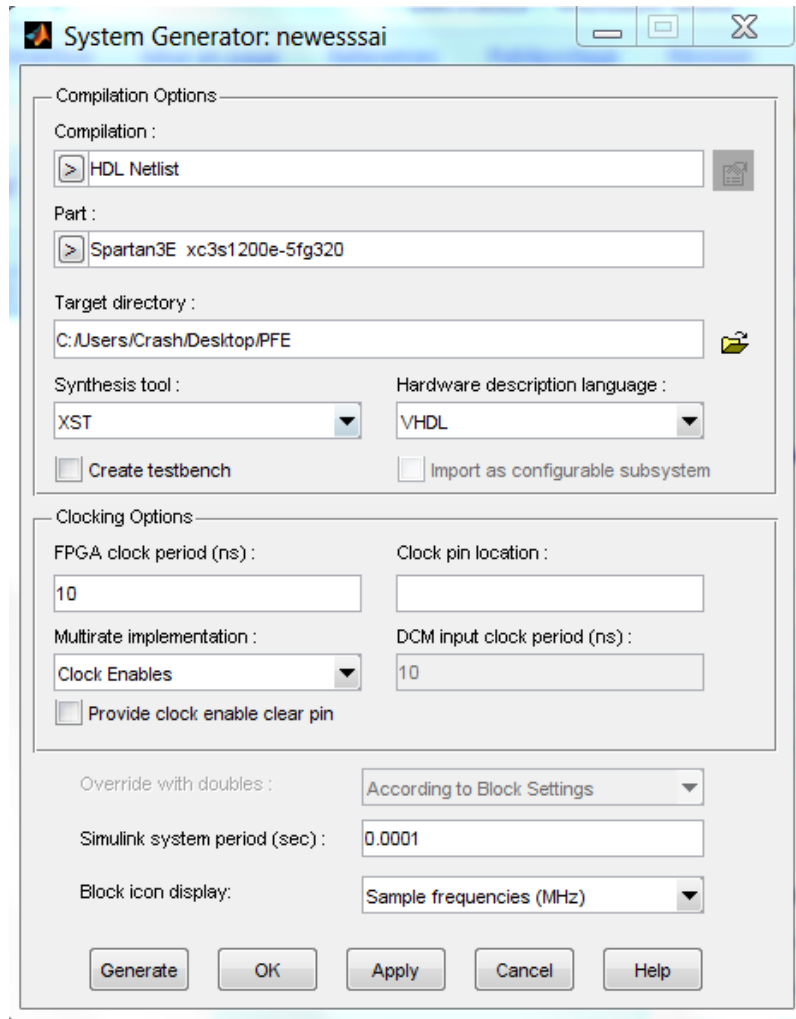 System Generator: newesssai
Compilation Options
Compilation :
> HDL Netlist
Part :
> Spartan3E xc3s1200e-5fg320
Target directory :
C:/Users/Crash/Desktop/PFE
Synthesis tool : Hardware description language :
XST VHDL
Create testbench Import as configurable subsystem
Clocking Options
FPGA clock period (ns) : Clock pin location :
10
Multirate implementation : DCM input clock period (ns) :
Clock Enables 10
Provide clock enable clear pin
Override with doubles : According to Block Settings
Simulink system period (sec) : 0.0001
Block icon display: Sample frequencies (MHz)
Generate OK Apply Cancel Help